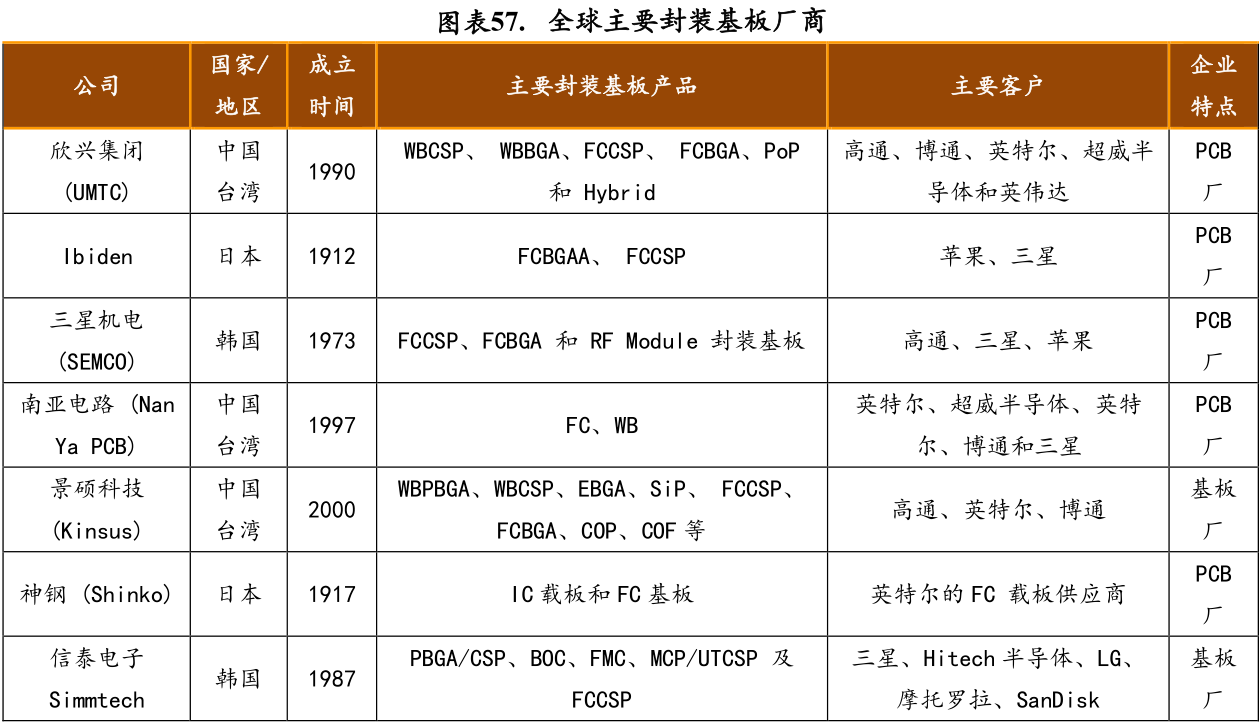 图表57. 全球主要封装基板厂商
公司
国家/
地区
成立
时间
主要封装基板产品
主要客户
企业
特点
欣兴集团
(UMTC)
中国
台湾
1990
WBCSP、 WBBGA、FCCSP、 FCBGA、PoP
和 Hybrid
高通、博通、英特尔、超威半
导体和英伟达
PCB
厂
Ibiden
日本
1912
FCBGAA、 FCCSP
苹果、三星
PCB
厂
三星机电
(SEMCO)
韩国
1973
FCCSP、FCBGA 和 RF Module 封装基板
高通、三星、苹果
PCB
厂
南亚电路 (Nan
Ya PCB)
中国
台湾
1997
FC、WB
英特尔、超威半导体、英特
尔、博通和三星
PCB
厂
景硕科技
(Kinsus)
中国
台湾
2000
WBPBGA、WBCSP、EBGA、SiP、 FCCSP、
FCBGA、COP、COF 等
高通、英特尔、博通
基板
厂
神钢 (Shinko)
日本
1917
IC 载板和 FC 基板
英特尔的 FC 载板供应商
PCB
厂
信泰电子
Simmtech
韩国
1987
PBGA/CSP、BOC、FMC、MCP/UTCSP 及
FCCSP
三星、Hitech 半导体、LG、
摩托罗拉、SanDisk
基板
厂